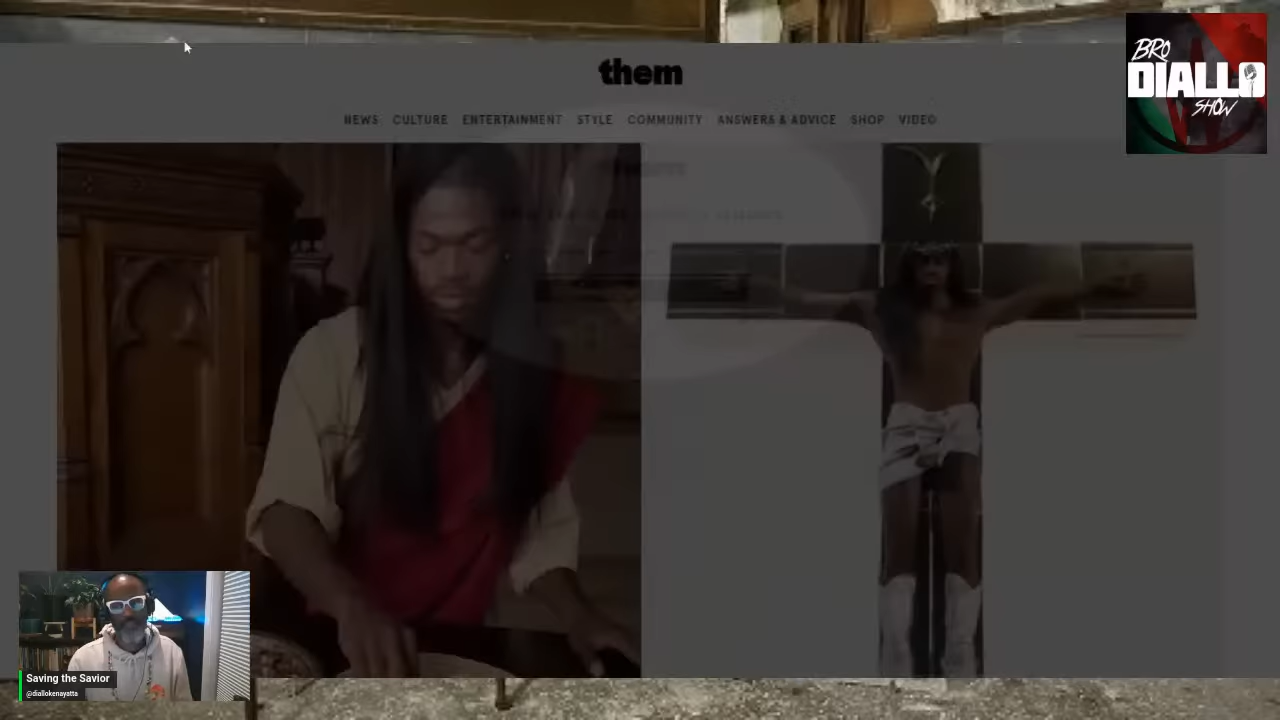 them
NEWS CULTURE ENTERTAINMENT STYLE COMMUNITY ANSWERS & ADVICE SHOP VIDEO
BRO
DIALLO
SHOW
Saving the Savior
@diallokenayatta